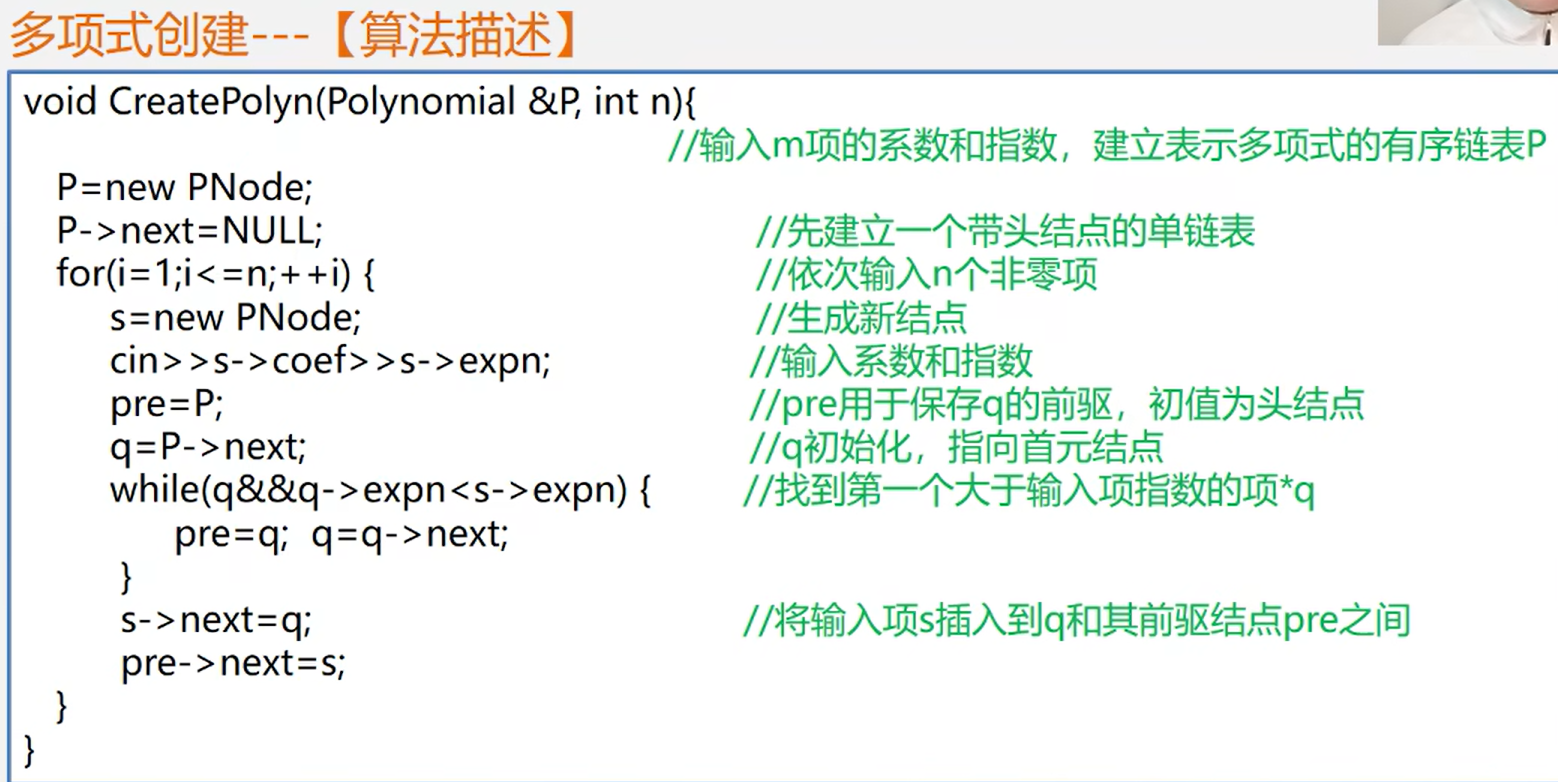 多项式创建---【算法描述】
void CreatePolyn(Polynomial &P, int n){
//输入m项的系数和指数，建立表示多项式的有序链表P
P=new PNode;
P->next=NULL; //先建立一个带头结点的单链表
for(i=1;i<=n;++i) { //依次输入n个非零项
s=new PNode; //生成新结点
cin>>s->coef>>s->expn; //输入系数和指数
pre=P; //pre用于保存q的前驱，初值为头结点
q=P->next; //q初始化，指向首元结点
while(q&&q->expn<s->expn) { //找到第一个大于输入项指数的项*q
pre=q; q=q->next;
}
s->next=q; //将输入项s插入到q和其前驱结点pre之间
pre->next=s;
}
}